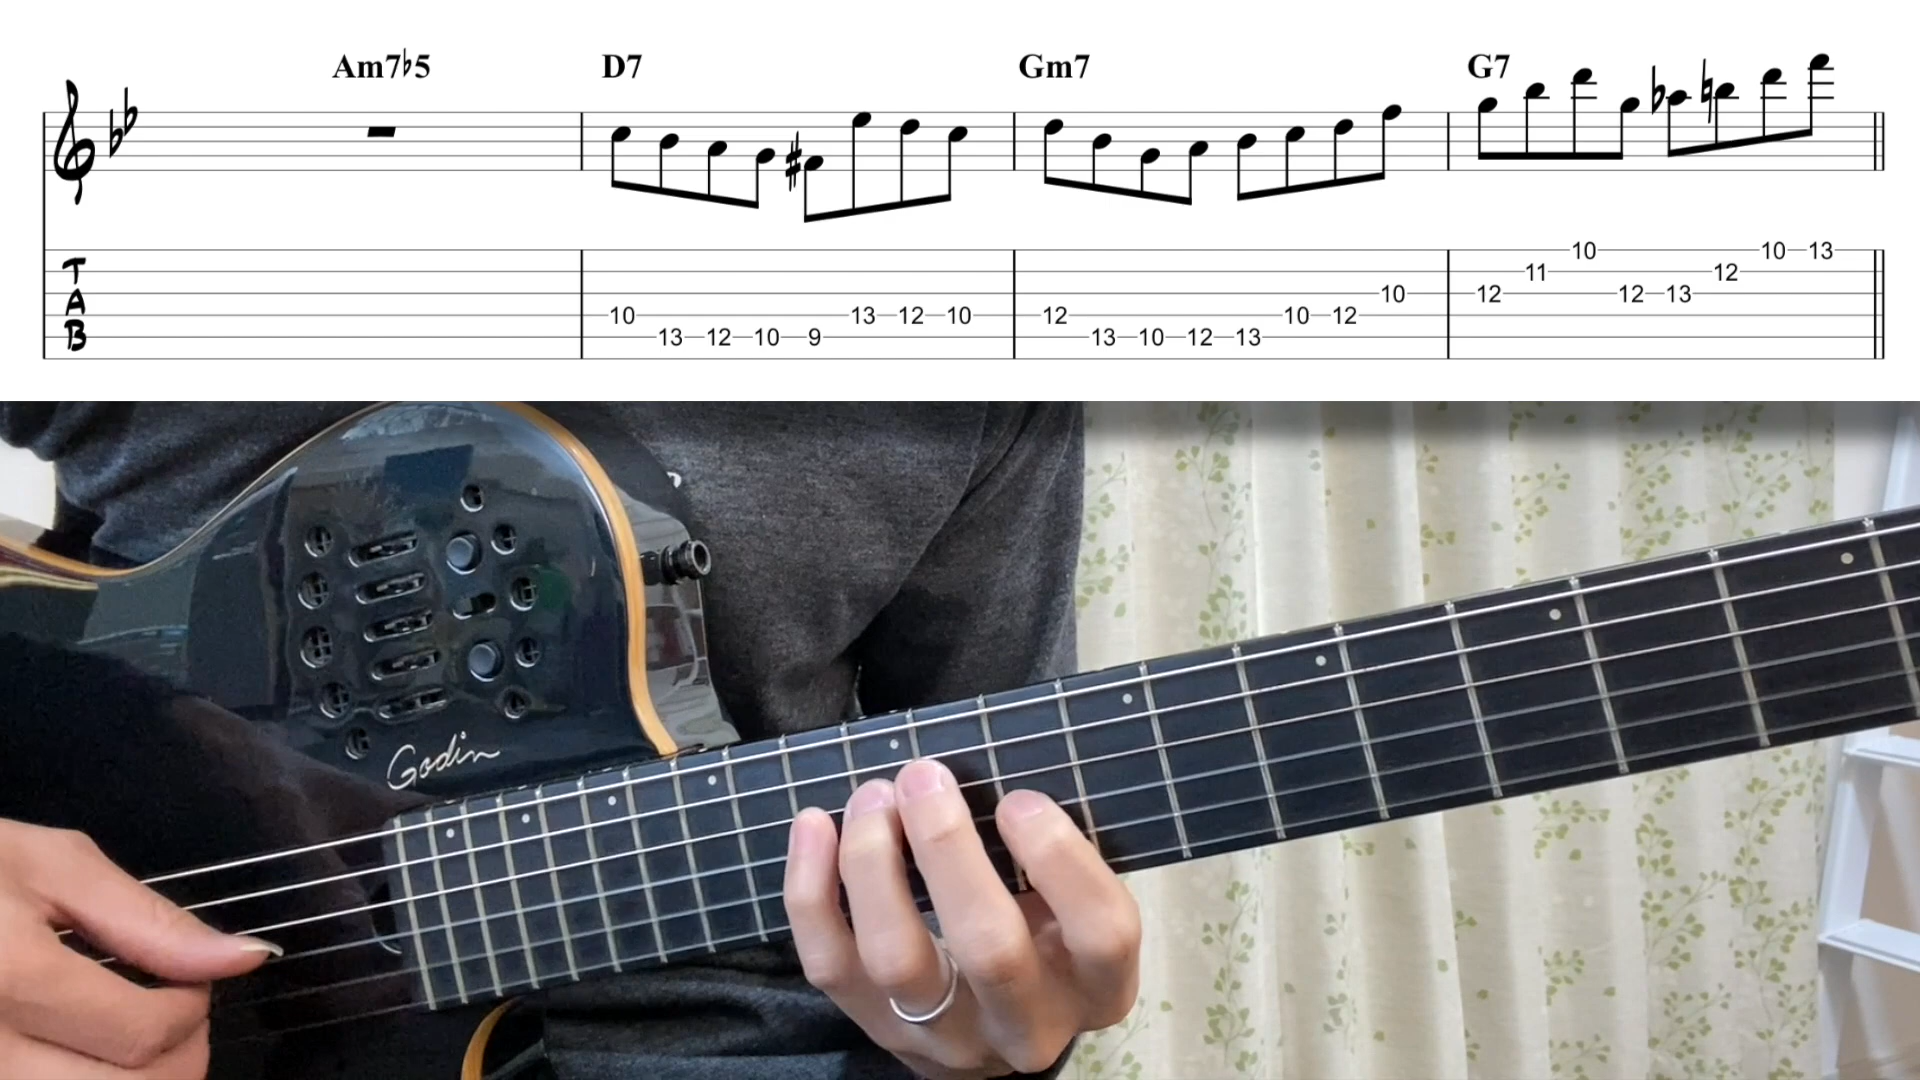 Am7♭5 D7 Gm7 G7
10 10 13
T 11 12
A 10 12 12 13
10 13 12 10 12 10 12
B 13 12 10 9 13 10 12 13
Godin